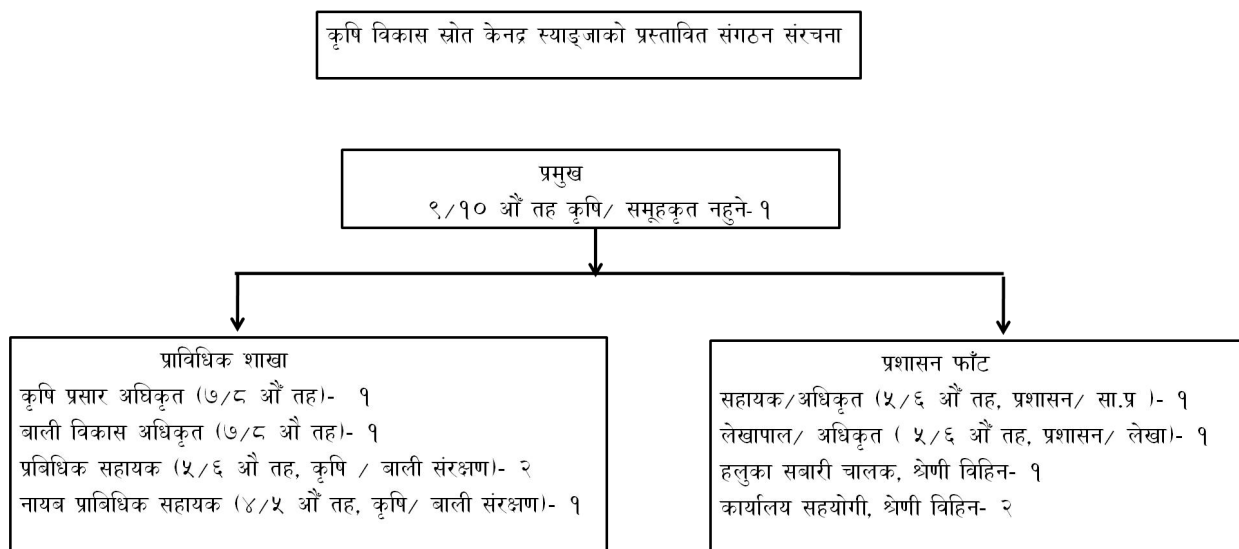 कृषि विकास स्रोत केनद्र स्याङ्जाको प्रस्तावित संगठन संरचना
प्रमुख
९/१० औँ तह कृषि/ समूहकृत नहुने- १
प्राविधिक शाखा
कृषि प्रसार अघिकृत (७/८ औँ तह)- १
बाली विकास अधिकृत (७/८ औ तह)- १
प्रबिधिक सहायक (५/६ औ तह, कृषि / बाली संरक्षण)- २
नायब प्राबिधिक सहायक (४/५ औँ तह, कृषि/ बाली संरक्षण)- १
प्रशासन फाँट
सहायक/अधिकृत (५/६ औँ तह, प्रशासन/ सा.प्र )- १
लेखापाल/ अधिकृत ( ५/६ औँ तह, प्रशासन/ लेखा)- १
हलुका सबारी चालक, श्रेणी विहिन- १
कार्यालय सहयोगी, श्रेणी विहिन- २